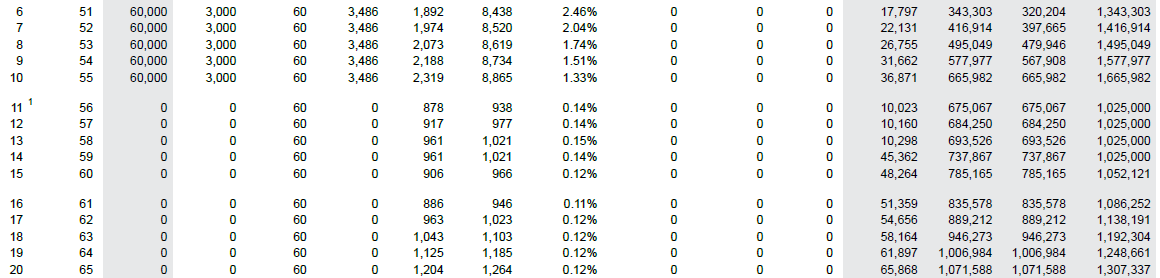 6 51 60,000 3,000 60 3,486 1,892 8,438 2.46% 0 0 0 17,797 343,303 320,204 1,343,303
7 52 60,000 3,000 60 3,486 1,974 8,520 2.04% 0 0 0 22,131 416,914 397,665 1,416,914
8 53 60,000 3,000 60 3,486 2,073 8,619 1.74% 0 0 0 26,755 495,049 479,946 1,495,049
9 54 60,000 3,000 60 3,486 2,188 8,734 1.51% 0 0 0 31,662 577,977 567,908 1,577,977
10 55 60,000 3,000 60 3,486 2,319 8,865 1.33% 0 0 0 36,871 665,982 665,982 1,665,982
11 1 56 0 0 60 0 878 938 0.14% 0 0 0 10,023 675,067 675,067 1,025,000
12 57 0 0 60 0 917 977 0.14% 0 0 0 10,160 684,250 684,250 1,025,000
13 58 0 0 60 0 961 1,021 0.15% 0 0 0 10,298 693,526 693,526 1,025,000
14 59 0 0 60 0 961 1,021 0.14% 0 0 0 45,362 737,867 737,867 1,025,000
15 60 0 0 60 0 906 966 0.12% 0 0 0 48,264 785,165 785,165 1,052,121
16 61 0 0 60 0 886 946 0.11% 0 0 0 51,359 835,578 835,578 1,086,252
17 62 0 0 60 0 963 1,023 0.12% 0 0 0 54,656 889,212 889,212 1,138,191
18 63 0 0 60 0 1,043 1,103 0.12% 0 0 0 58,164 946,273 946,273 1,192,304
19 64 0 0 60 0 1,125 1,185 0.12% 0 0 0 61,897 1,006,984 1,006,984 1,248,661
20 65 0 0 60 0 1,204 1,264 0.12% 0 0 0 65,868 1,071,588 1,071,588 1,307,337